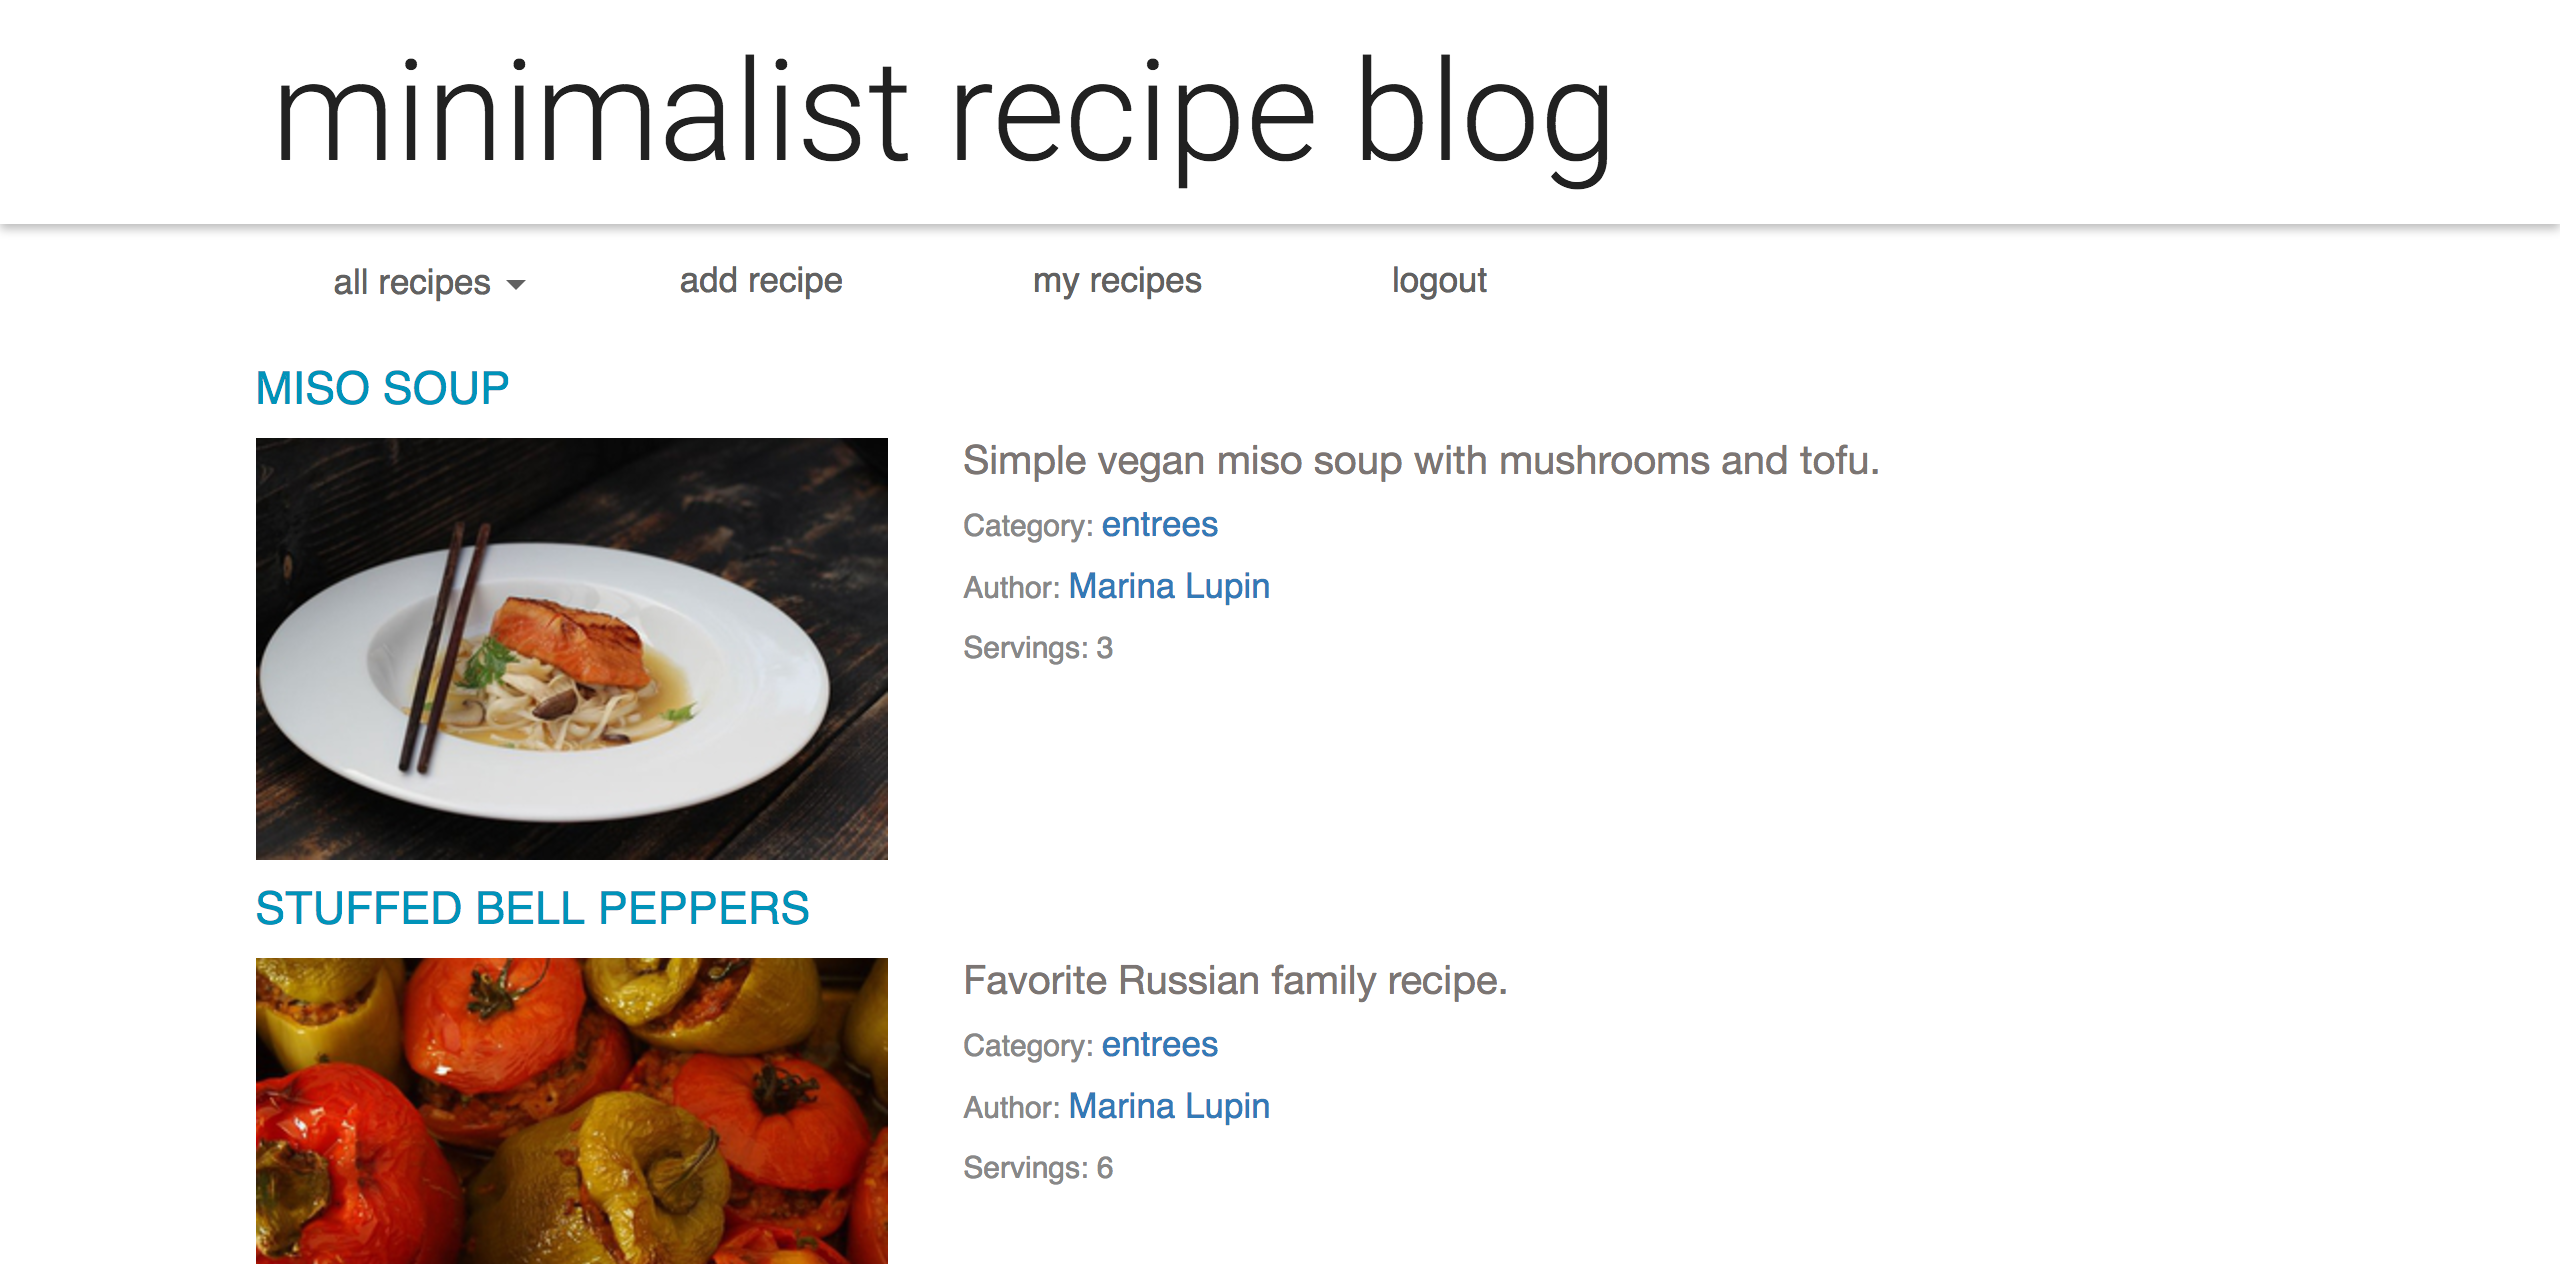 minimalist recipe blog
all recipes
add recipe
my recipes
logout
MISO SOUP
Simple vegan miso soup with mushrooms and tofu.
Category: entrees
Author: Marina Lupin
Servings: 3
STUFFED BELL PEPPERS
Favorite Russian family recipe.
Category: entrees
Author: Marina Lupin
Servings: 6